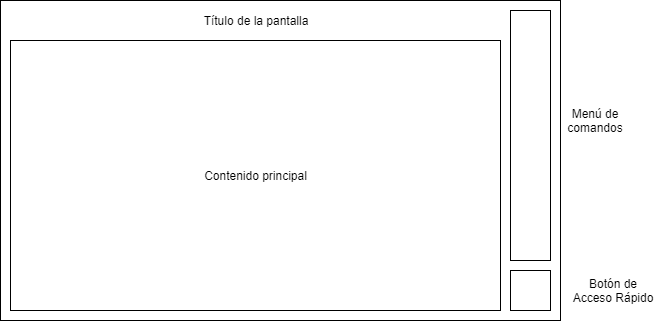 Título de la pantalla
Menú de
comandos
Contenido principal
Botón de
Acceso Rápido